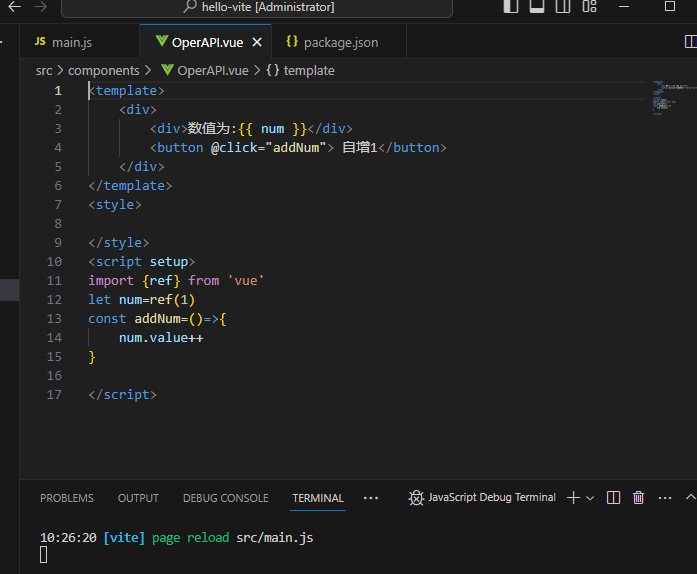 hello-vite [Administrator]
JS main.js OperAPI.vue {} package.json
src > components > OperAPI.vue > {} template
1 <template>
2 <div>
3 <div>数值为:{{ num }}</div>
4 <button @click="addNum"> 自增1</button>
5 </div>
6 </template>
7 <style>
8
9 </style>
10 <script setup>
11 import {ref} from 'vue'
12 let num=ref(1)
13 const addNum=()=>{
14 num.value++
15 }
16
17 </script>
PROBLEMS OUTPUT DEBUG CONSOLE TERMINAL ... JavaScript Debug Terminal
10:26:20 [vite] page reload src/main.js